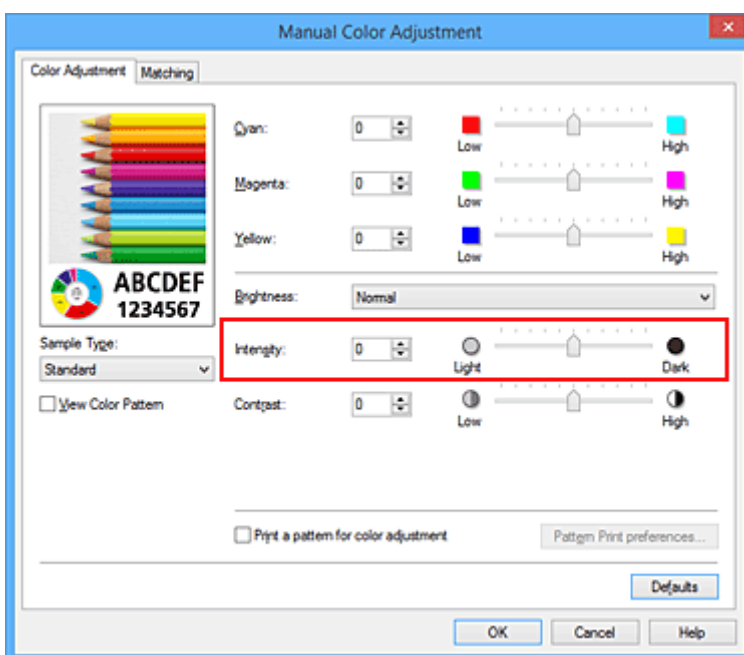 Manual Color Adjustment
Color Adjustment Matching
Cyan: 0 Low High
Magenta: 0 Low High
Yellow: 0 Low High
ABCDEF
1234567
Brightness: Normal
Sample Type:
Standard
Intensity: 0 Light Dark
View Color Pattern
Contrast: 0 Low High
Print a pattern for color adjustment Pattern Print preferences...
Defaults
OK Cancel Help